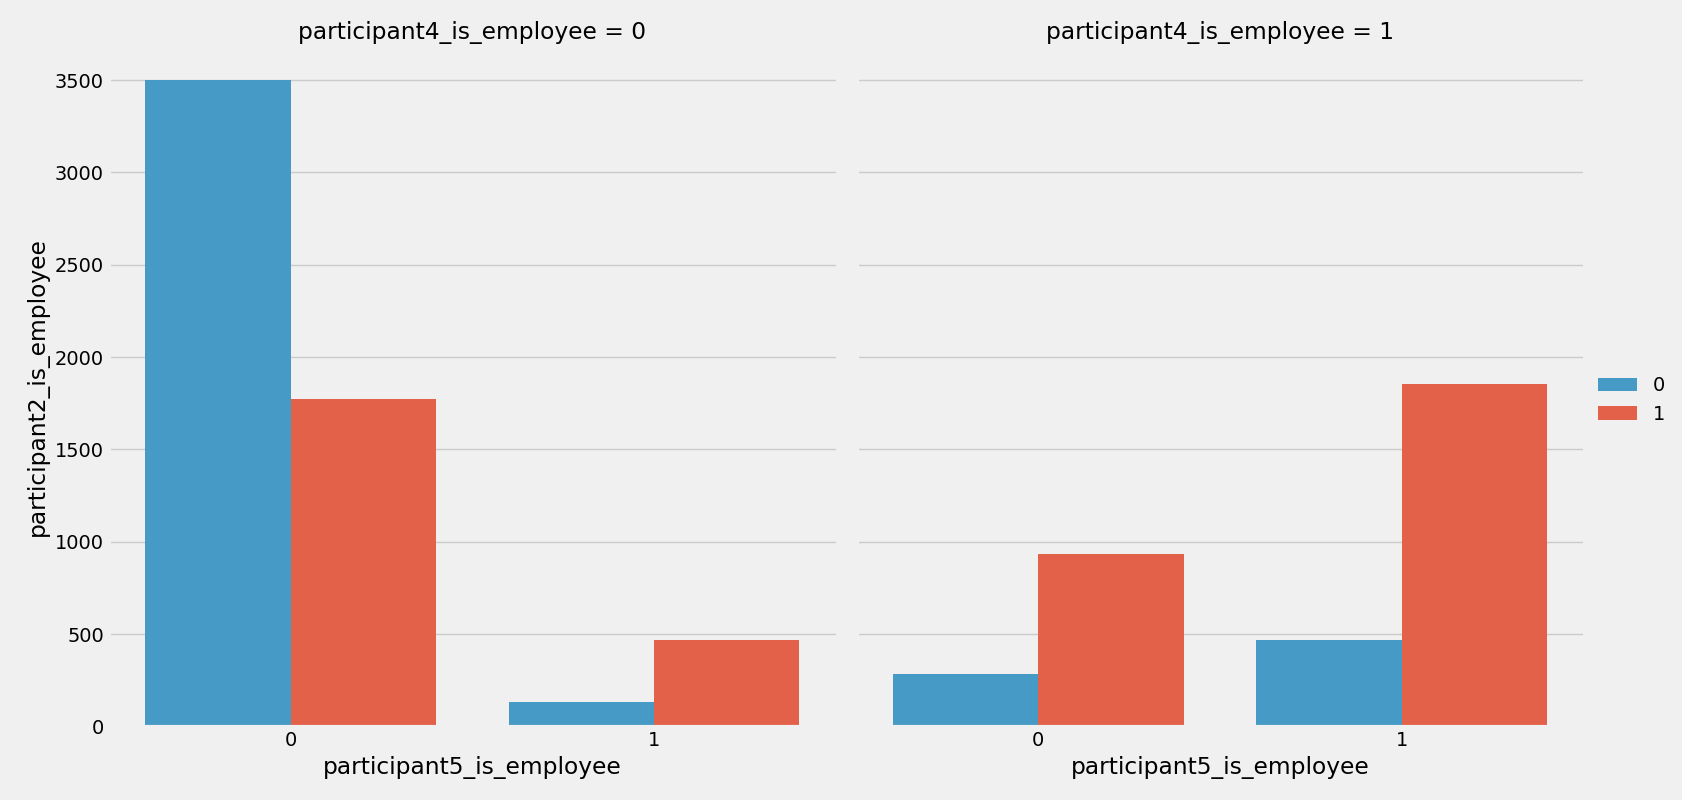 participant4_is_employee = 0
participant4_is_employee = 1
participant2_is_employee
3500
3000
2500
2000
1500
1000
500
0
0
1
0
1
participant5_is_employee
participant5_is_employee
0
1